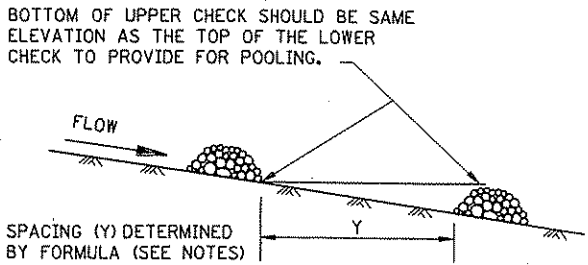 BOTTOM OF UPPER CHECK SHOULD BE SAME
ELEVATION AS THE TOP OF THE LOWER
CHECK TO PROVIDE FOR POOLING.
FLOW
SPACING (Y) DETERMINED
BY FORMULA (SEE NOTES)
Y